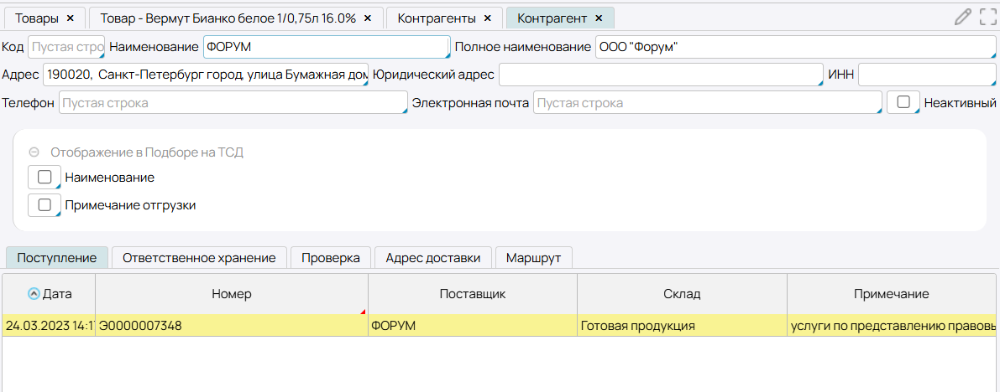 Товары × Товар - Вермут Бианко белое 1/0,75л 16.0% × Контрагенты × Контрагент ×
Код Пустая стро Наименование ФОРУМ Полное наименование ООО "Форум"
Адрес 190020, Санкт-Петербург город, улица Бумажная дом Юридический адрес ИНН
Телефон Пустая строка Электронная почта Пустая строка Неактивный
Отображение в Подборе на ТСД
Наименование
Примечание отгрузки
Поступление Ответственное хранение Проверка Адрес доставки Маршрут
Дата Номер Поставщик Склад Примечание
24.03.2023 14:1 Э0000007348 ФОРУМ Готовая продукция услуги по представлению правовы